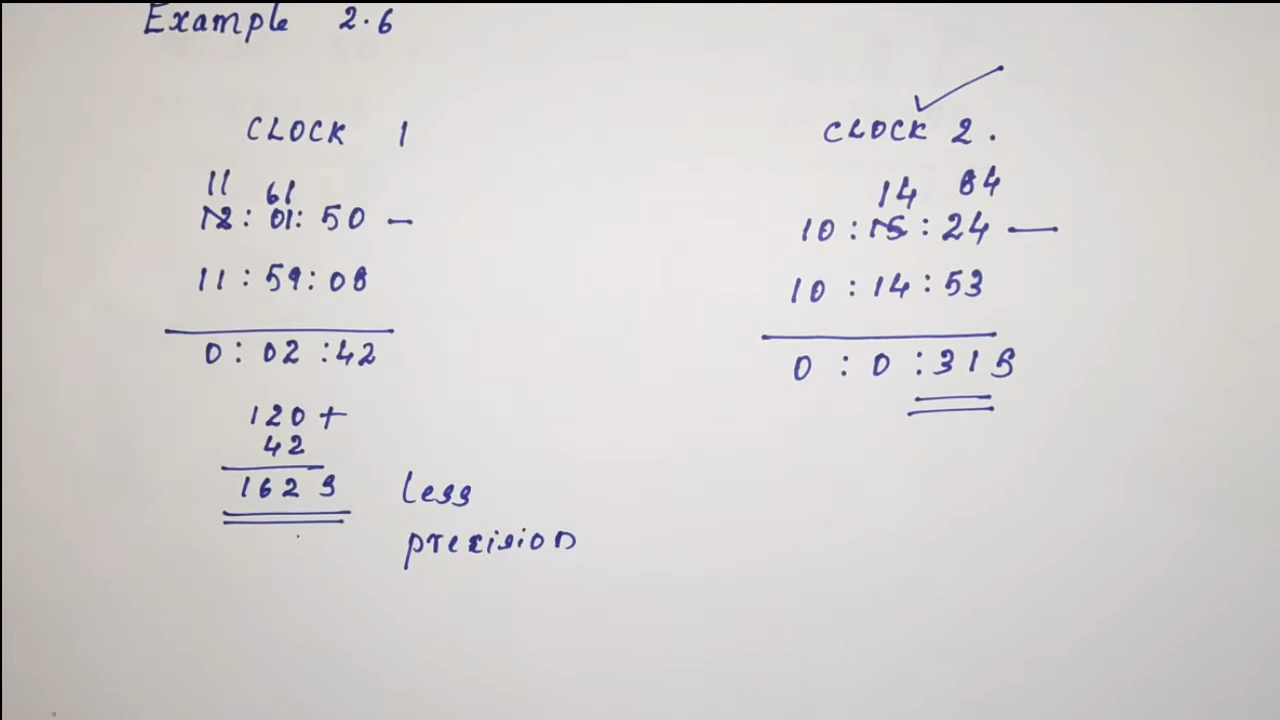 Example 2.6
CLOCK 1
11 61
12: 01: 50 —
11: 59: 08
0: 02 :42
120 +
42
162 s less
precision
CLOCK 2.
14 84
10 : 15 : 24 —
10 : 14 : 53
0 : 0 : 31 s